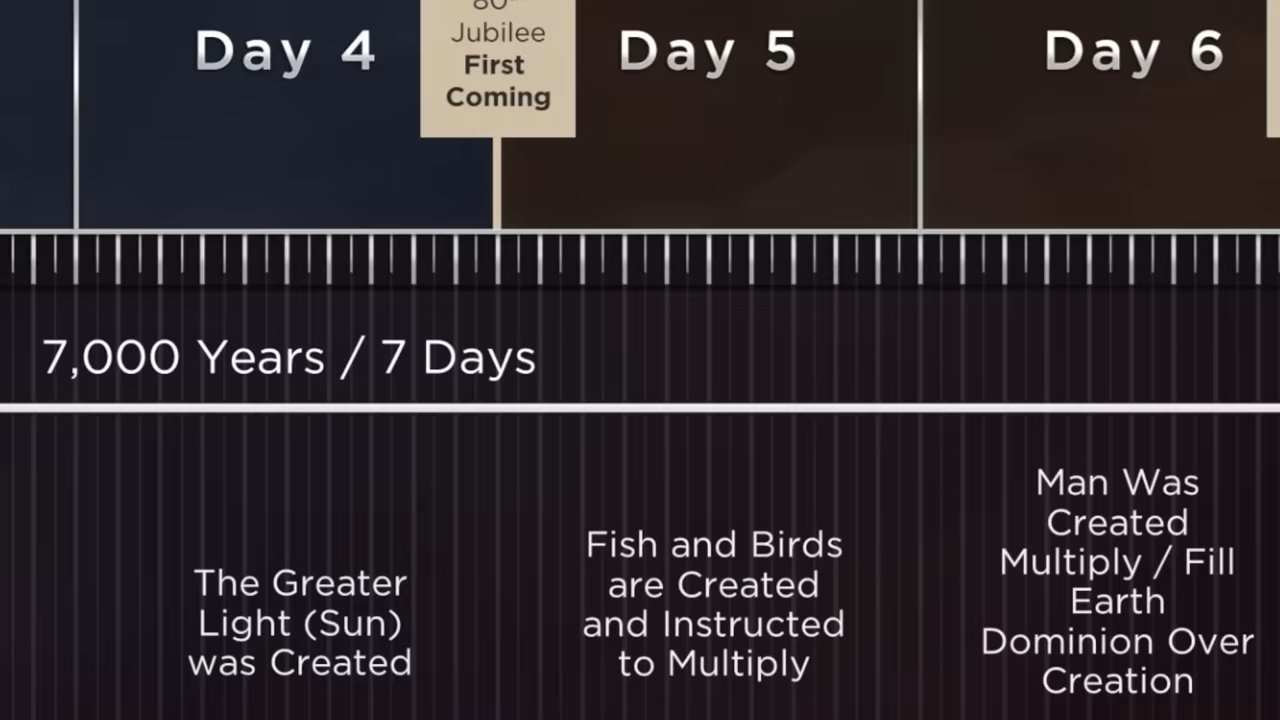 80th
Jubilee
First
Coming
Day 4
Day 5
Day 6
7,000 Years / 7 Days
The Greater
Light (Sun)
was Created
Fish and Birds
are Created
and Instructed
to Multiply
Man Was
Created
Multiply / Fill
Earth
Dominion Over
Creation